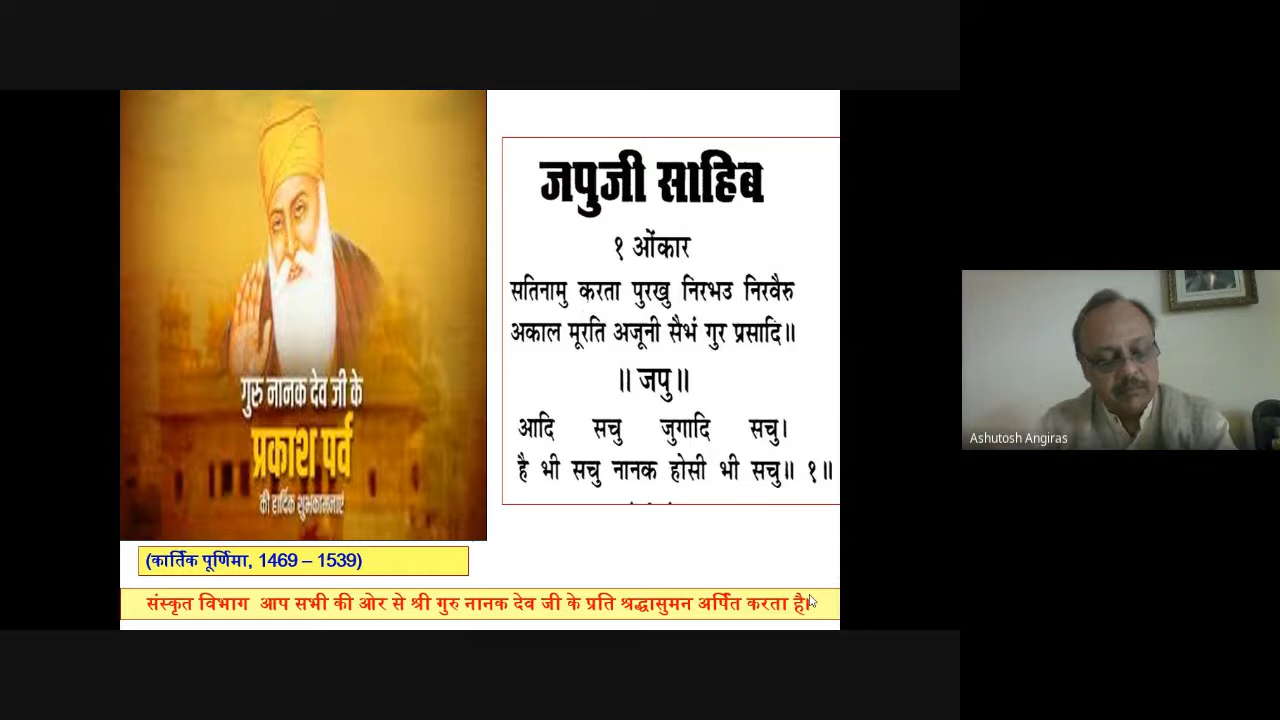 गुरु नानक देव जी के
प्रकाश पर्व
की हार्दिक शुभकामनाएं
(कार्तिक पूर्णिमा, 1469 – 1539)
जपुजी साहिब
१ ओंकार
सतिनामु करता पुरखु निरभउ निरवैरु
अकाल मूरति अजूनी सैभं गुर प्रसादि॥
॥ जपु॥
आदि सचु जुगादि सचु।
है भी सचु नानक होसी भी सचु॥ १॥
संस्कृत विभाग आप सभी की ओर से श्री गुरु नानक देव जी के प्रति श्रद्धासुमन अर्पित करता है।
Ashutosh Angiras